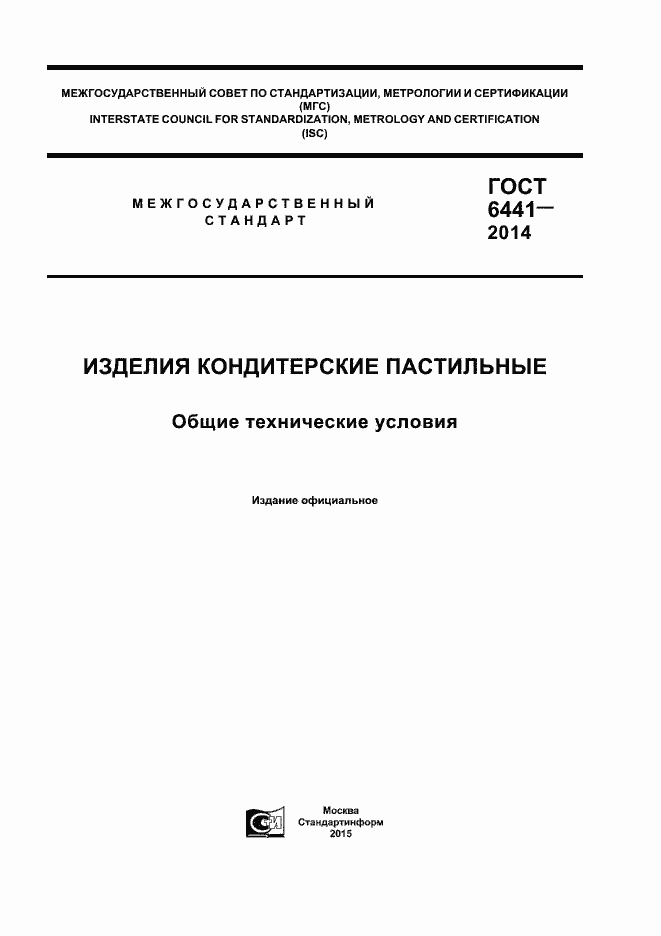 МЕЖГОСУДАРСТВЕННЫЙ СОВЕТ ПО СТАНДАРТИЗАЦИИ, МЕТРОЛОГИИ И СЕРТИФИКАЦИИ
(МГС)
INTERSTATE COUNCIL FOR STANDARDIZATION, METROLOGY AND CERTIFICATION
(ISC)
МЕЖГОСУДАРСТВЕННЫЙ
СТАНДАРТ
ГОСТ
6441—
2014
ИЗДЕЛИЯ КОНДИТЕРСКИЕ ПАСТИЛЬНЫЕ
Общие технические условия
Издание официальное
Москва
Стандартинформ
2015